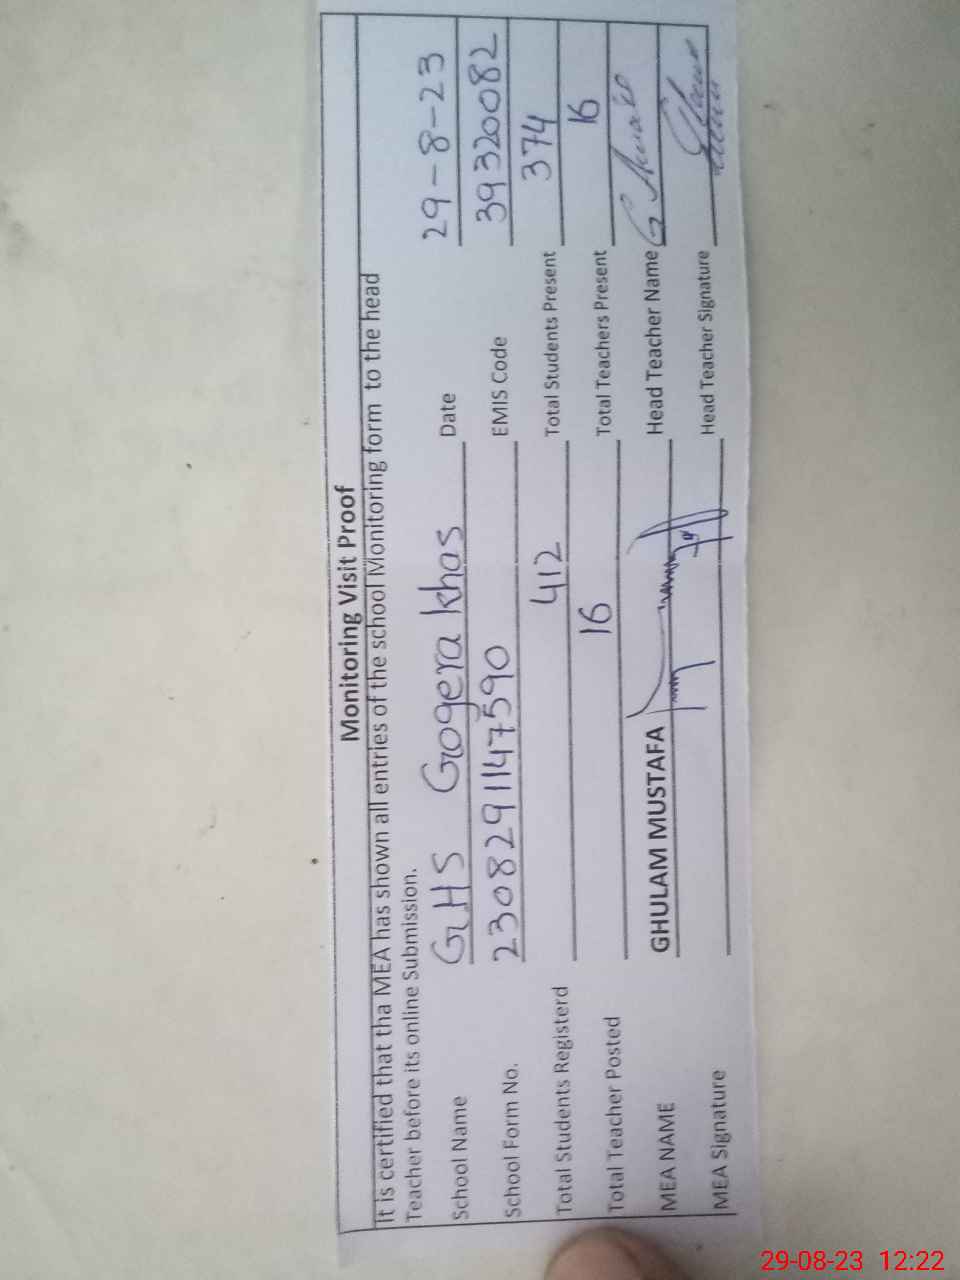 Monitoring Visit Proof
It is certified that tha MEA has shown all entries of the school Monitoring form to the head
Teacher before its online Submission.
School Name GHS Gogera khas Date 29-8-23
School Form No. 2308291147590 EMIS Code 39320082
Total Students Registerd 412 Total Students Present 374
Total Teacher Posted 16 Total Teachers Present 16
MEA NAME GHULAM MUSTAFA Head Teacher Name G
MEA Signature Head Teacher Signature
29-08-23 12:22